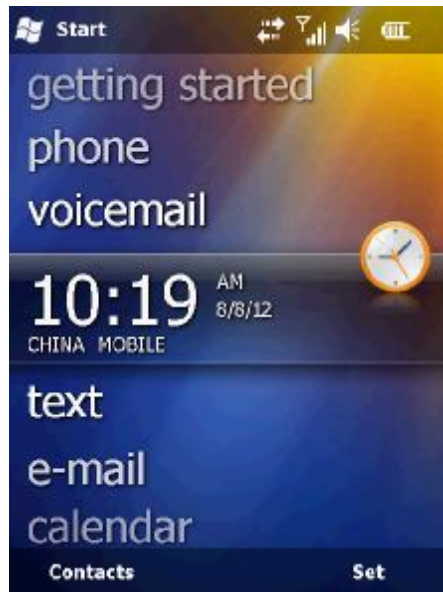 Start
getting started
phone
voicemail
10:19 AM
8/8/12
CHINA MOBILE
text
e-mail
calendar
Contacts Set